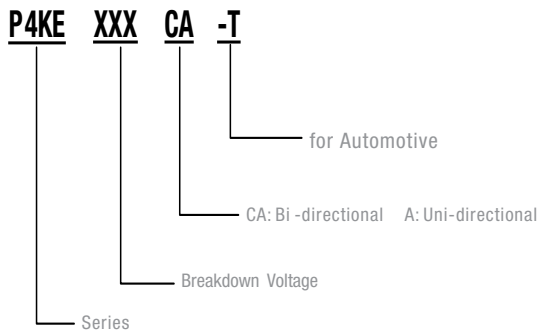 P4KE XXX CA -T
for Automotive
CA: Bi -directional A: Uni-directional
Breakdown Voltage
Series